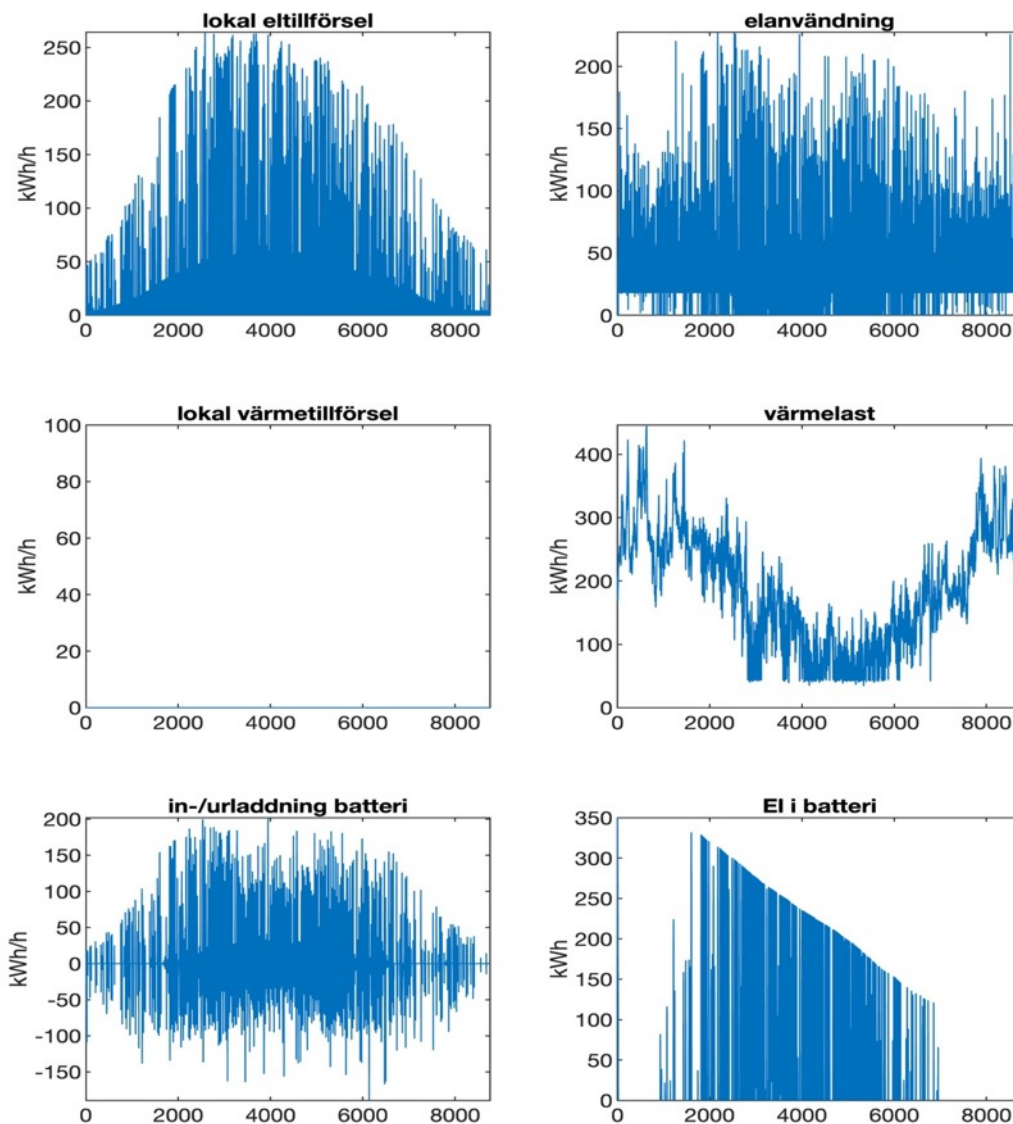 lokal eltillförsel
kWh/h
250
200
150
100
50
0
0 2000 4000 6000 8000
elanvändning
kWh/h
200
150
100
50
0
0 2000 4000 6000 8000
lokal värmetillförsel
kWh/h
100
80
60
40
20
0
0 2000 4000 6000 8000
värmelast
kWh/h
400
300
200
100
0
0 2000 4000 6000 8000
in-/urladdning batteri
kWh/h
200
150
100
50
0
-50
-100
-150
0 2000 4000 6000 8000
El i batteri
kWh
350
300
250
200
150
100
50
0
0 2000 4000 6000 8000